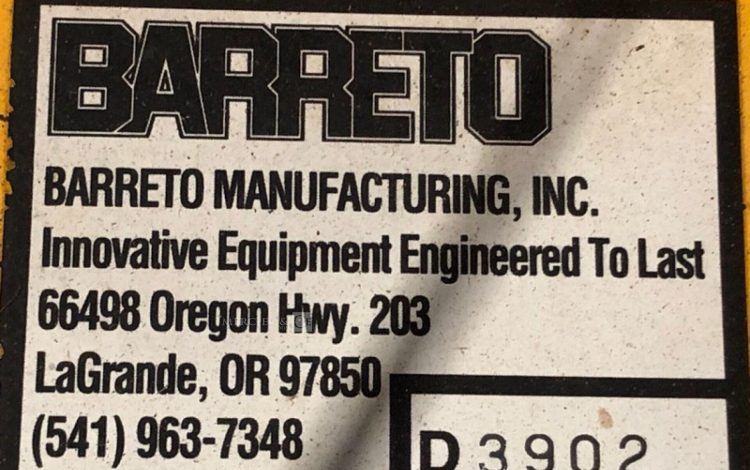 BARRETO
BARRETO MANUFACTURING, INC.
Innovative Equipment Engineered To Last
66498 Oregon Hwy. 203
LaGrande, OR 97850
(541) 963-7348
D 3902